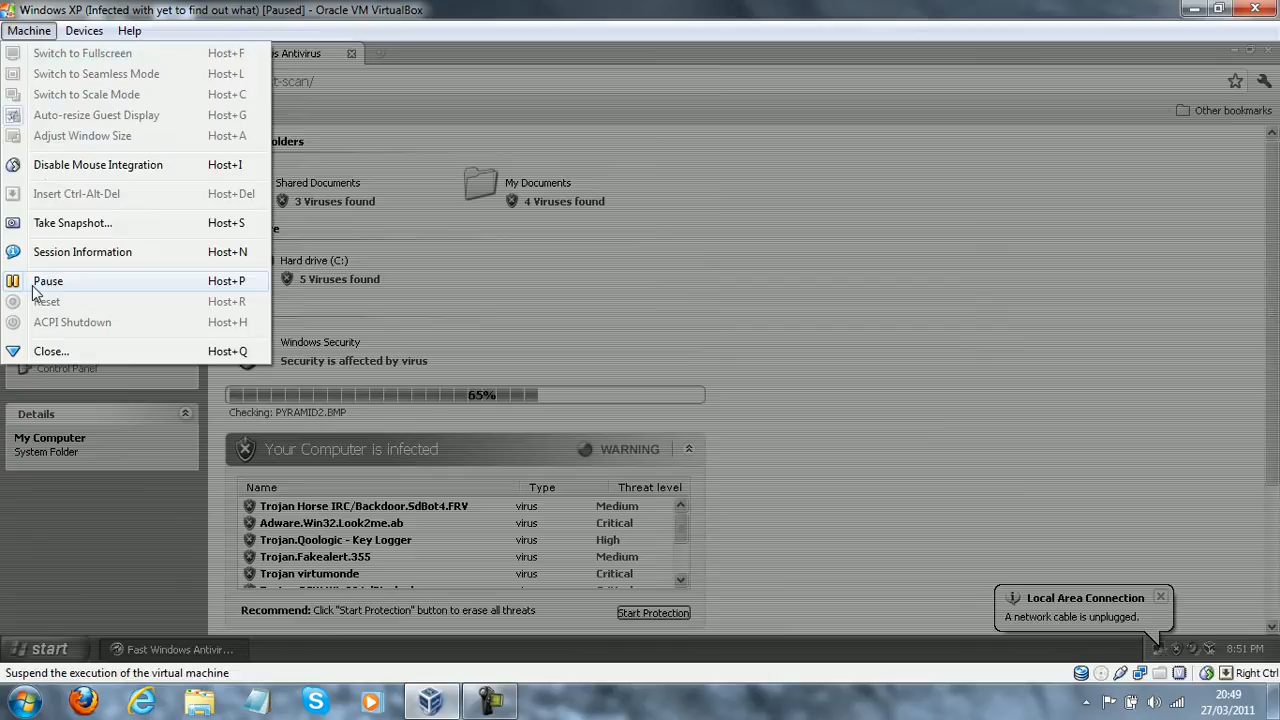 Windows XP (Infected with yet to find out what) [Paused] - Oracle VM VirtualBox
Machine Devices Help
Switch to Fullscreen Host+F
Switch to Seamless Mode Host+L
Switch to Scale Mode Host+C
Auto-resize Guest Display Host+G
Adjust Window Size Host+A
Disable Mouse Integration Host+I
Insert Ctrl-Alt-Del Host+Del
Take Snapshot... Host+S
Session Information Host+N
Pause Host+P
Reset Host+R
ACPI Shutdown Host+H
Close... Host+Q
Antivirus
t-scan/
Other bookmarks
olders
Shared Documents
3 Viruses found
My Documents
4 Viruses found
Hard drive (C:)
5 Viruses found
Windows Security
Security is affected by virus
Control Panel
65%
Checking: PYRAMID2.BMP
Details
My Computer
System Folder
Your Computer is infected WARNING
Name Type Threat level
Trojan Horse IRC/Backdoor.SdBot4.FRV virus Medium
Adware.Win32.Look2me.ab virus Critical
Trojan.Qoologic - Key Logger virus High
Trojan.Fakealert.355 virus Medium
Trojan virtumonde virus Critical
Recommend: Click "Start Protection" button to erase all threats Start Protection
Local Area Connection
A network cable is unplugged.
start Fast Windows Antivir... 8:51 PM
Suspend the execution of the virtual machine Right Ctrl
20:49
27/03/2011